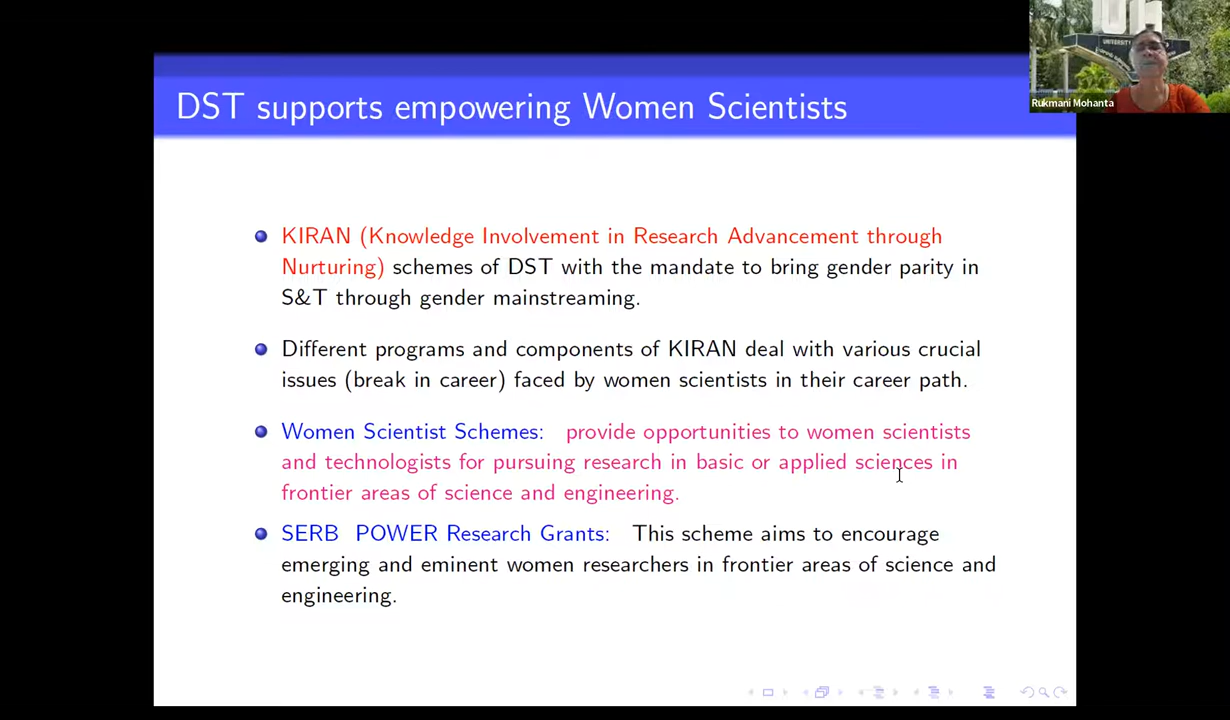 UNIVERSITY
Rukmani Mohanta
DST supports empowering Women Scientists
KIRAN (Knowledge Involvement in Research Advancement through
Nurturing) schemes of DST with the mandate to bring gender parity in
S&T through gender mainstreaming.
Different programs and components of KIRAN deal with various crucial
issues (break in career) faced by women scientists in their career path.
Women Scientist Schemes: provide opportunities to women scientists
and technologists for pursuing research in basic or applied sciences in
frontier areas of science and engineering.
SERB POWER Research Grants: This scheme aims to encourage
emerging and eminent women researchers in frontier areas of science and
engineering.